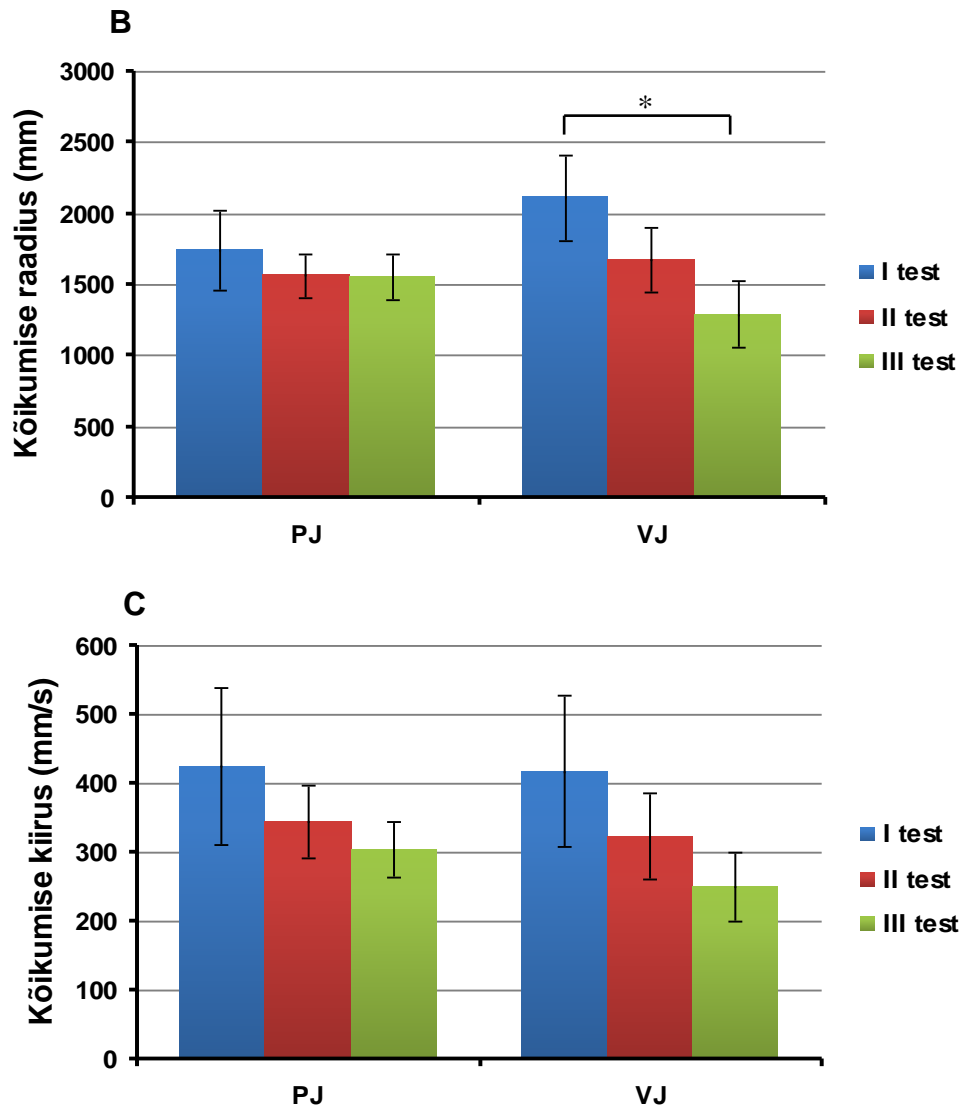 B
Kõikumise raadius (mm)
3000
2500
2000
1500
1000
500
0
*
PJ
VJ
I test
II test
III test
C
Kõikumise kiirus (mm/s)
600
500
400
300
200
100
0
PJ
VJ
I test
II test
III test